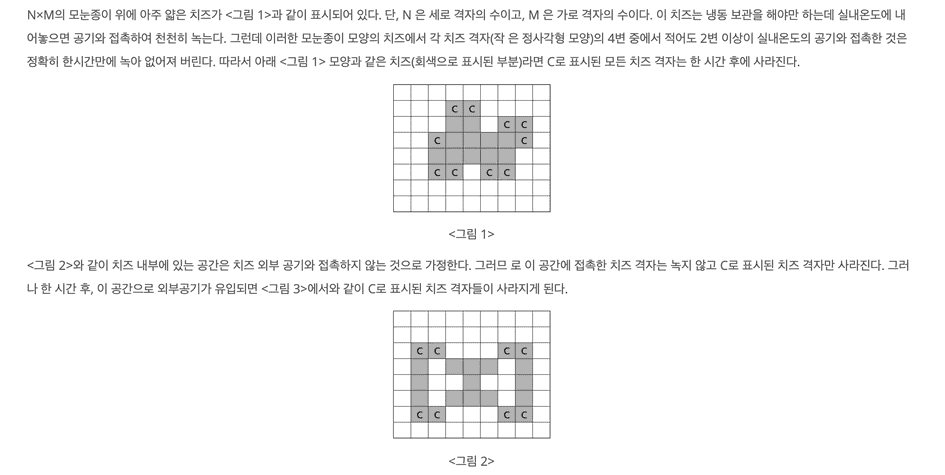 N×M의 모눈종이 위에 아주 얇은 치즈가 <그림 1>과 같이 표시되어 있다. 단, N 은 세로 격자의 수이고, M 은 가로 격자의 수이다. 이 치즈는 냉동 보관을 해야만 하는데 실내온도에 내
어놓으면 공기와 접촉하여 천천히 녹는다. 그런데 이러한 모눈종이 모양의 치즈에서 각 치즈 격자(작 은 정사각형 모양)의 4변 중에서 적어도 2변 이상이 실내온도의 공기와 접촉한 것은
정확히 한시간만에 녹아 없어져 버린다. 따라서 아래 <그림 1> 모양과 같은 치즈(회색으로 표시된 부분)라면 C로 표시된 모든 치즈 격자는 한 시간 후에 사라진다.
C C
C C
C C
C C C C
<그림 1>
<그림 2>와 같이 치즈 내부에 있는 공간은 치즈 외부 공기와 접촉하지 않는 것으로 가정한다. 그러므 로 이 공간에 접촉한 치즈 격자는 녹지 않고 C로 표시된 치즈 격자만 사라진다. 그러
나 한 시간 후, 이 공간으로 외부공기가 유입되면 <그림 3>에서와 같이 C로 표시된 치즈 격자들이 사라지게 된다.
C C C C
C C C C
<그림 2>